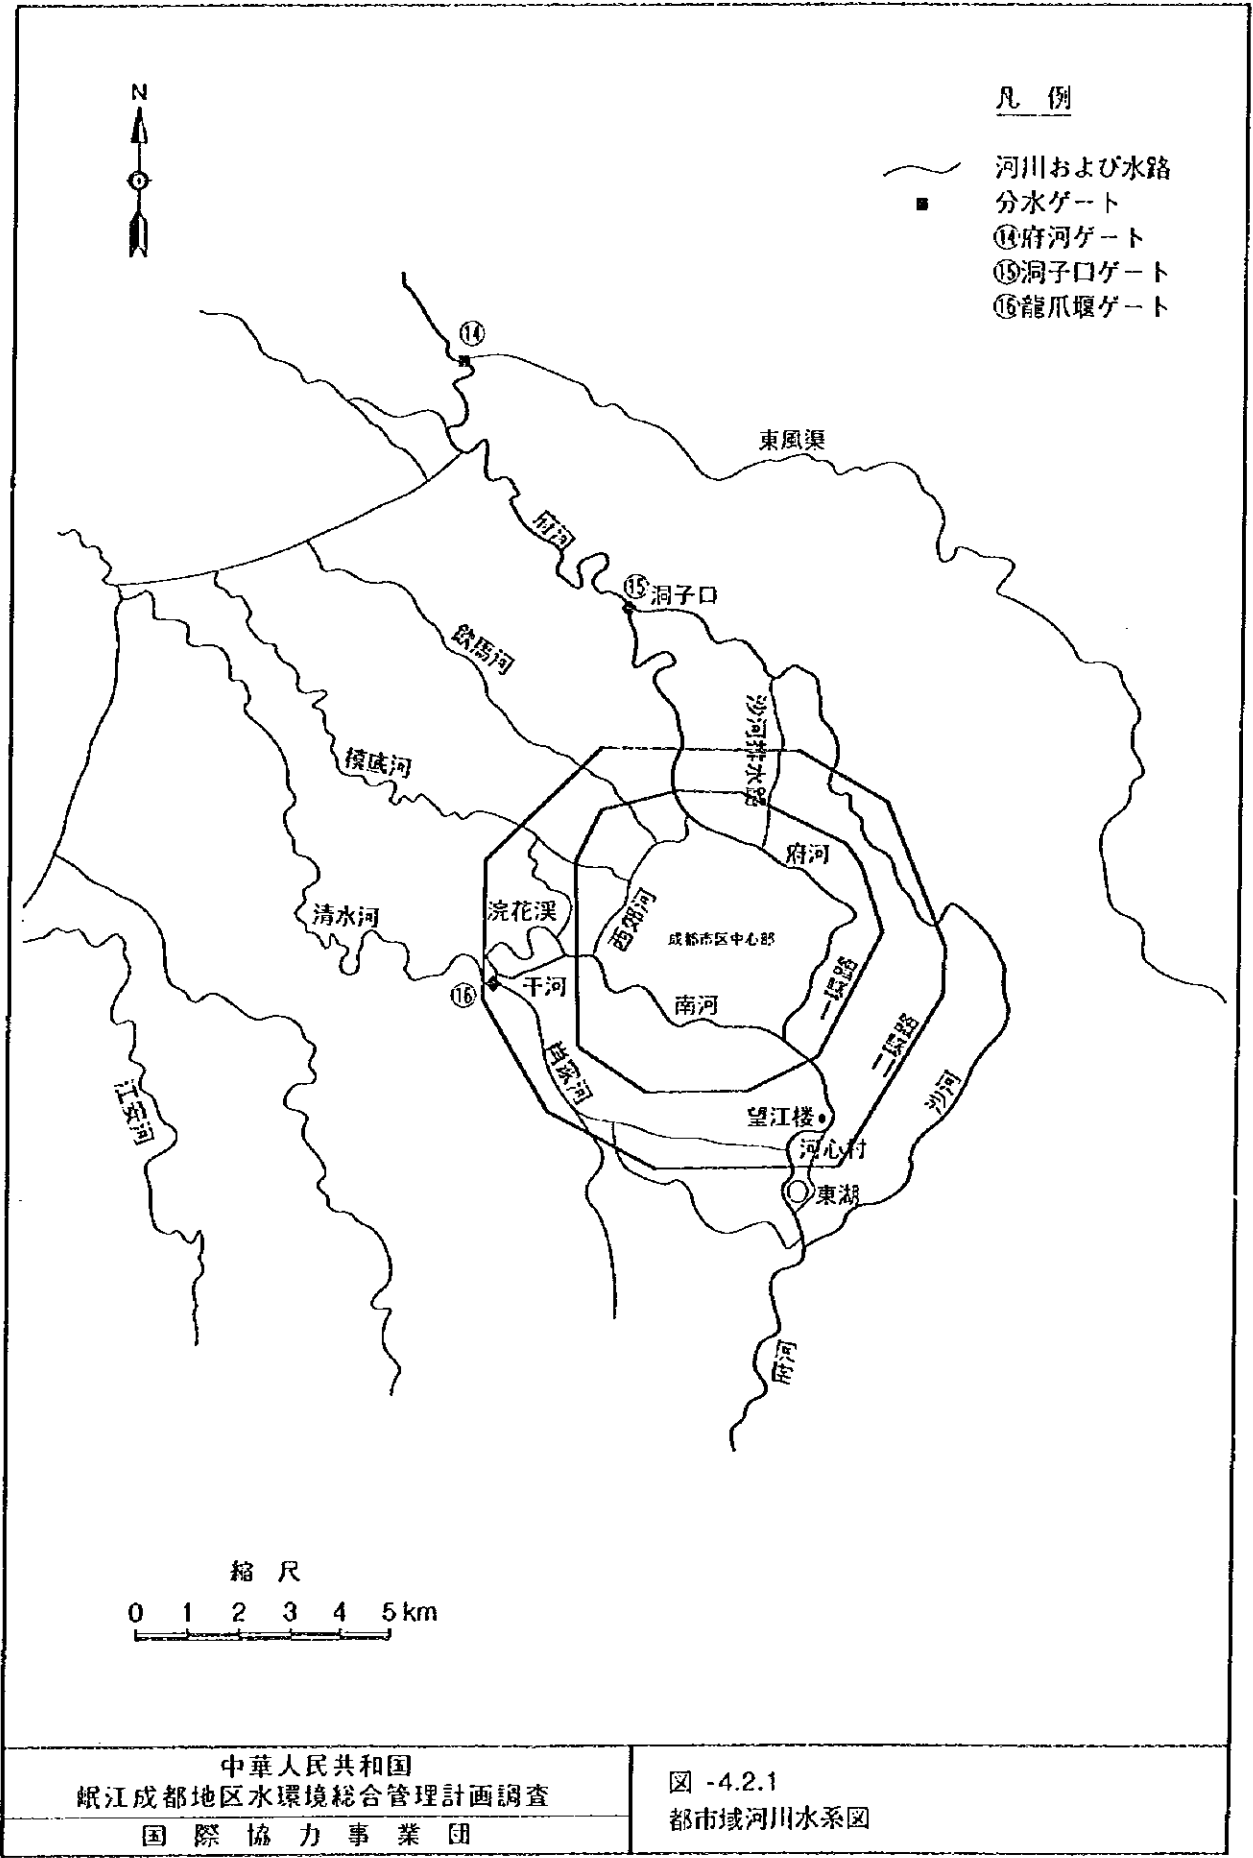 N
凡 例
河川および水路
分水ゲート
⑭府河ゲート
⑮洞子口ゲート
⑯龍爪堰ゲート
⑭
東風渠
府河
⑮
洞子口
飲馬河
沙河排水路
摸底河
府河
清水河
浣花渓
西郊河
成都市区中心部
一環路
⑯
干河
南河
二環路
肖家河
沙河
江安河
望江楼
河心村
東湖
府河
縮 尺
0 1 2 3 4 5 km
中華人民共和国
岷江成都地区水環境総合管理計画調査
国 際 協 力 事 業 団
図 -4.2.1
都市域河川水系図